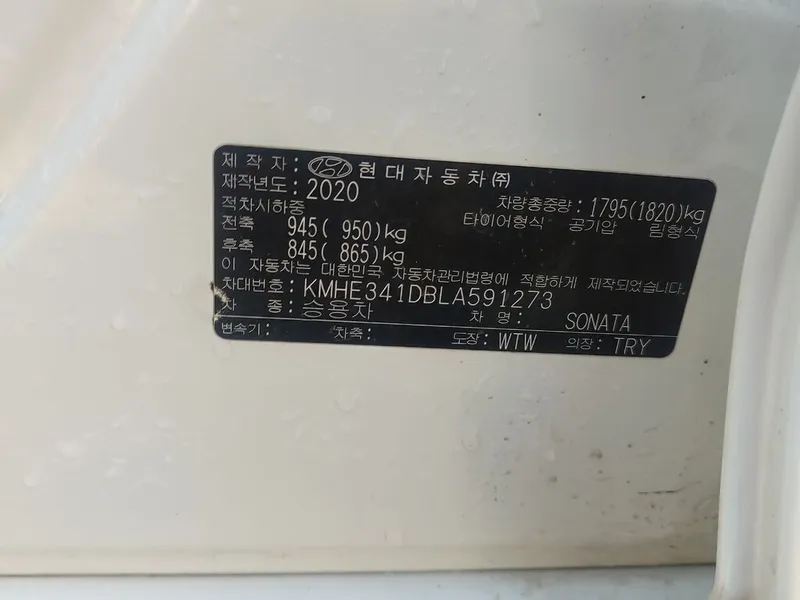 제 작 자 : 현대자동차㈜
제작년도 : 2020 차량총중량 : 1795(1820)kg
적차시하중 타이어형식 공기압 림형식
전축 945( 950)kg
후축 845( 865)kg
이 자동차는 대한민국 자동차관리법령에 적합하게 제작되었습니다.
차대번호 : KMHE341DBLA591273
차 종 : 승용차 차 명 : SONATA
변속기 : 차축 : 도장 : WTW 의장 : TRY